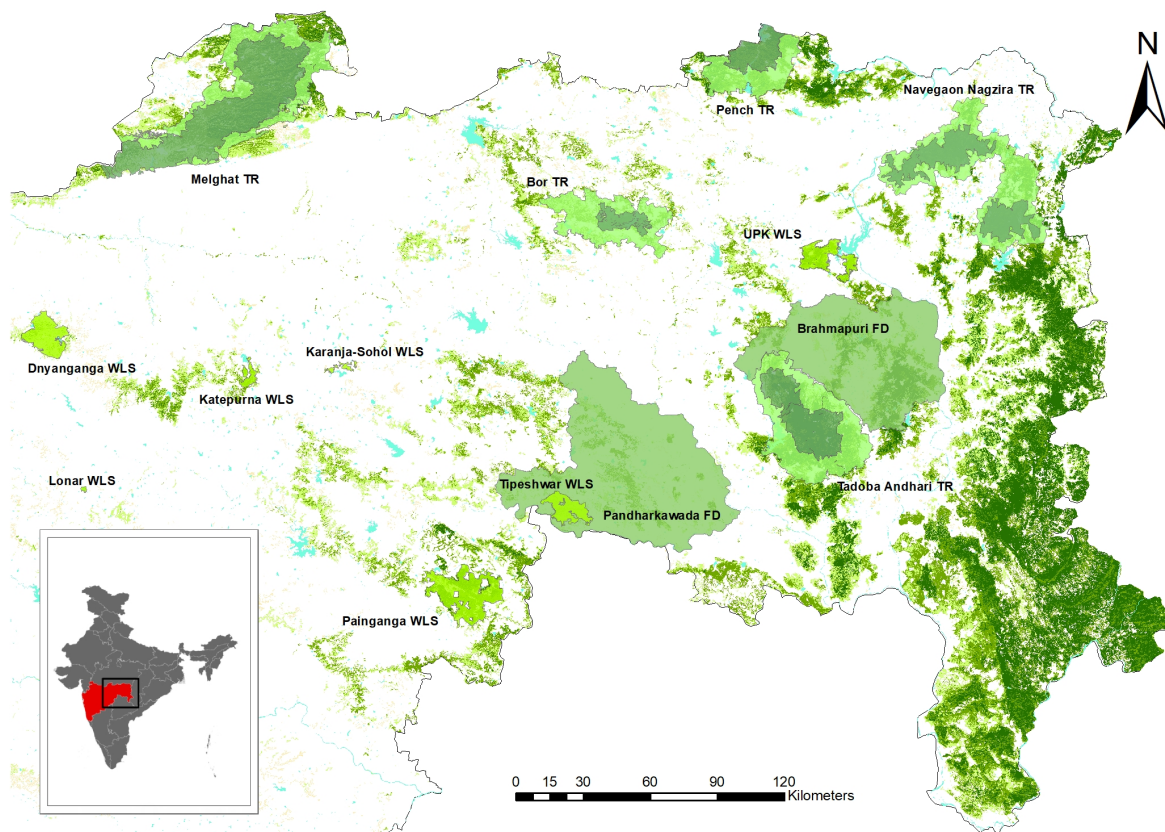 N
Navegaon Nagzira TR
Pench TR
Melghat TR
Bor TR
UPK WLS
Brahmapuri FD
Karanja-Sohol WLS
Dnyanganga WLS
Katepurna WLS
Lonar WLS
Tipeshwar WLS
Tadoba Andhari TR
Pandharkawada FD
Painganga WLS
0 15 30 60 90 120
Kilometers